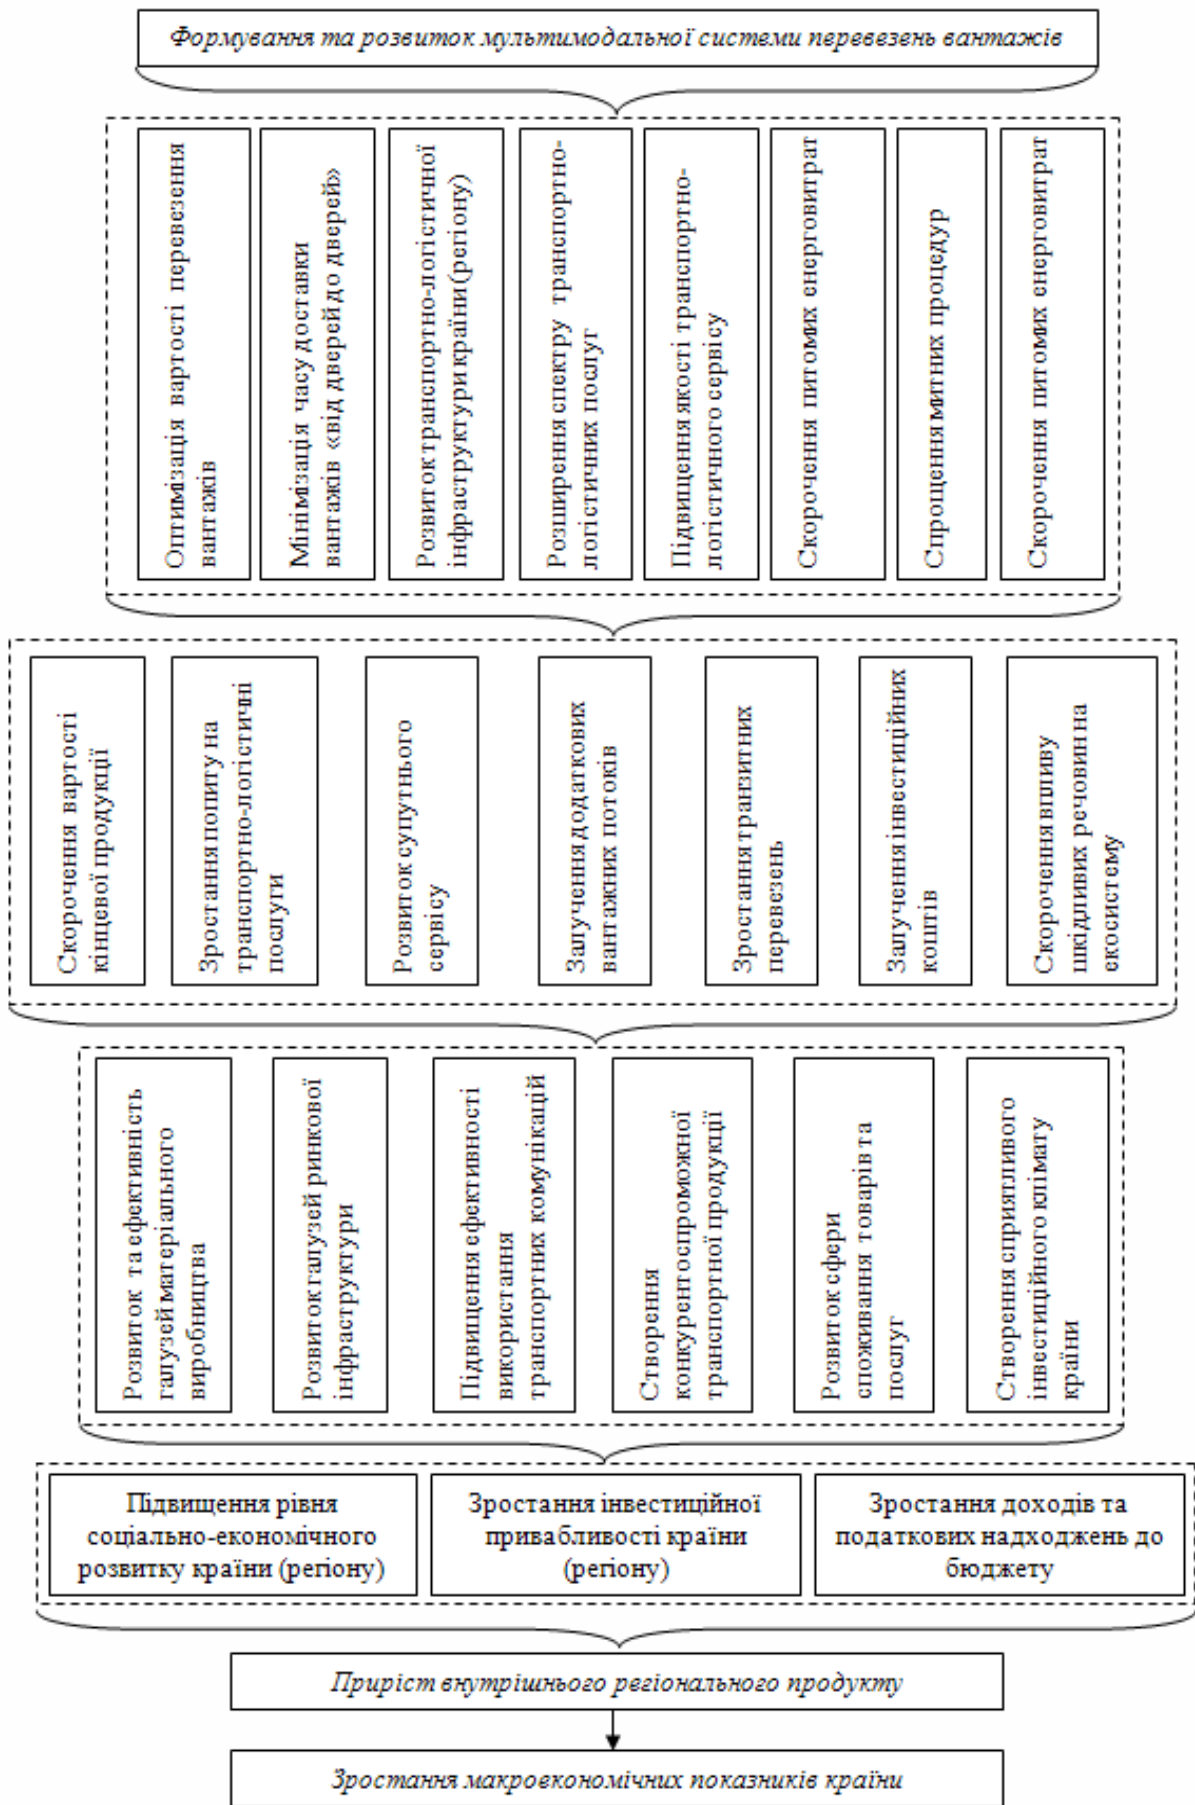 Формування та розвиток мультимодальної системи перевезень вантажів
Оптимізація вартості перевезення
вантажів
Мінімізація часу доставки
вантажів «від дверей до дверей»
Розвиток транспортно-логістичної
інфраструктури країни (регіону)
Розширення спектру транспортно-
логістичних послуг
Підвищення якості транспортно-
логістичного сервісу
Скорочення питомих енерговитрат
Спрощення митних процедур
Скорочення питомих енерговитрат
Скорочення вартості
кінцевої продукції
Зростання попиту на
транспортно-логістичні
послуги
Розвиток супутнього
сервісу
Залучення додаткових
вантажних потоків
Зростання транзитних
перевезень
Залучення інвестиційних
коштів
Скорочення впливу
шкідливих речовин на
екосистему
Розвиток та ефективність
галузей матеріального
виробництва
Розвиток галузей ринкової
інфраструктури
Підвищення ефективності
використання
транспортних комунікацій
Створення
конкурентоспроможної
транспортної продукції
Розвиток сфери
споживання товарів та
послуг
Створення сприятливого
інвестиційного клімату
країни
Підвищення рівня
соціально-економічного
розвитку країни (регіону)
Зростання інвестиційної
привабливості країни
(регіону)
Зростання доходів та
податкових надходжень до
бюджету
Приріст внутрішнього регіонального продукту
Зростання макроекономічних показників країни